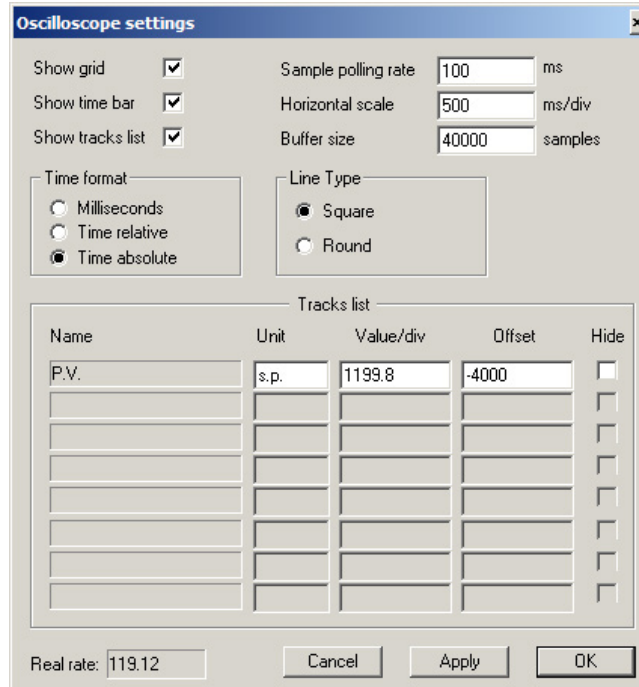 Oscilloscope settings
Show grid
Sample polling rate 100 ms
Show time bar
Horizontal scale 500 ms/div
Show tracks list
Buffer size 40000 samples
Time format
Milliseconds
Time relative
Time absolute
Line Type
Square
Round
Tracks list
Name Unit Value/div Offset Hide
P.V. s.p. 1199.8 -4000
Real rate: 119.12 Cancel Apply OK